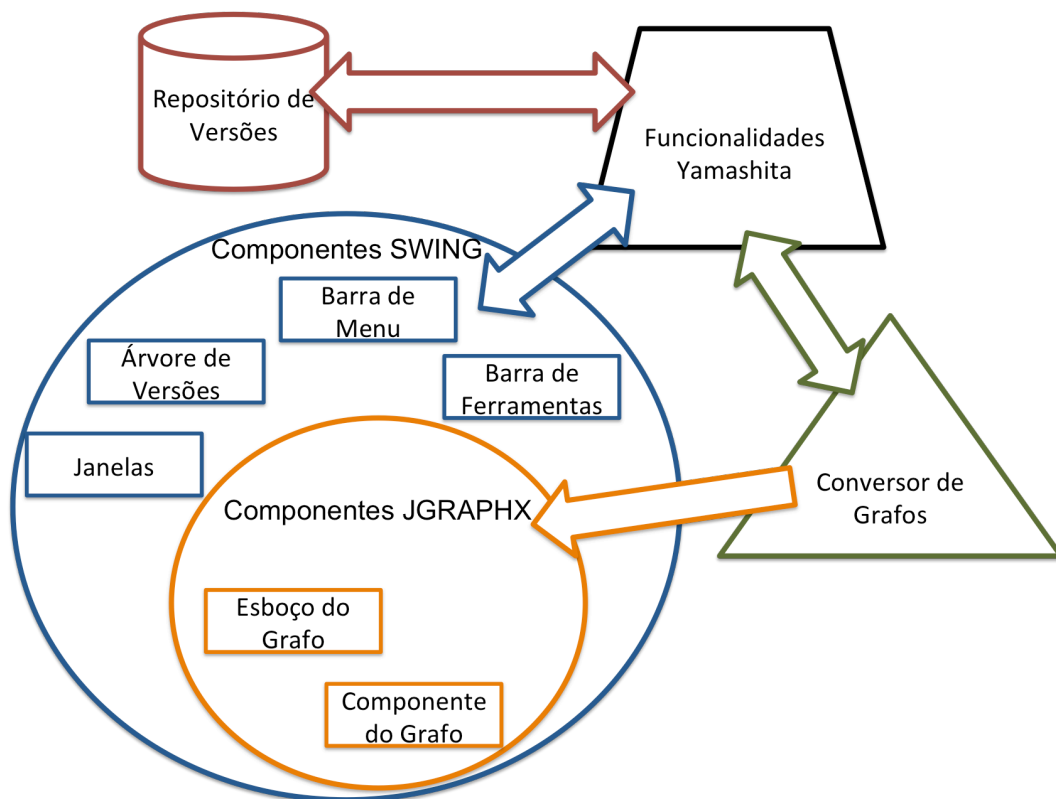 Repositório de
Versões
Funcionalidades
Yamashita
Componentes SWING
Barra de
Menu
Árvore de
Versões
Barra de
Ferramentas
Janelas
Componentes JGRAPHX
Conversor de
Grafos
Esboço do
Grafo
Componente
do Grafo